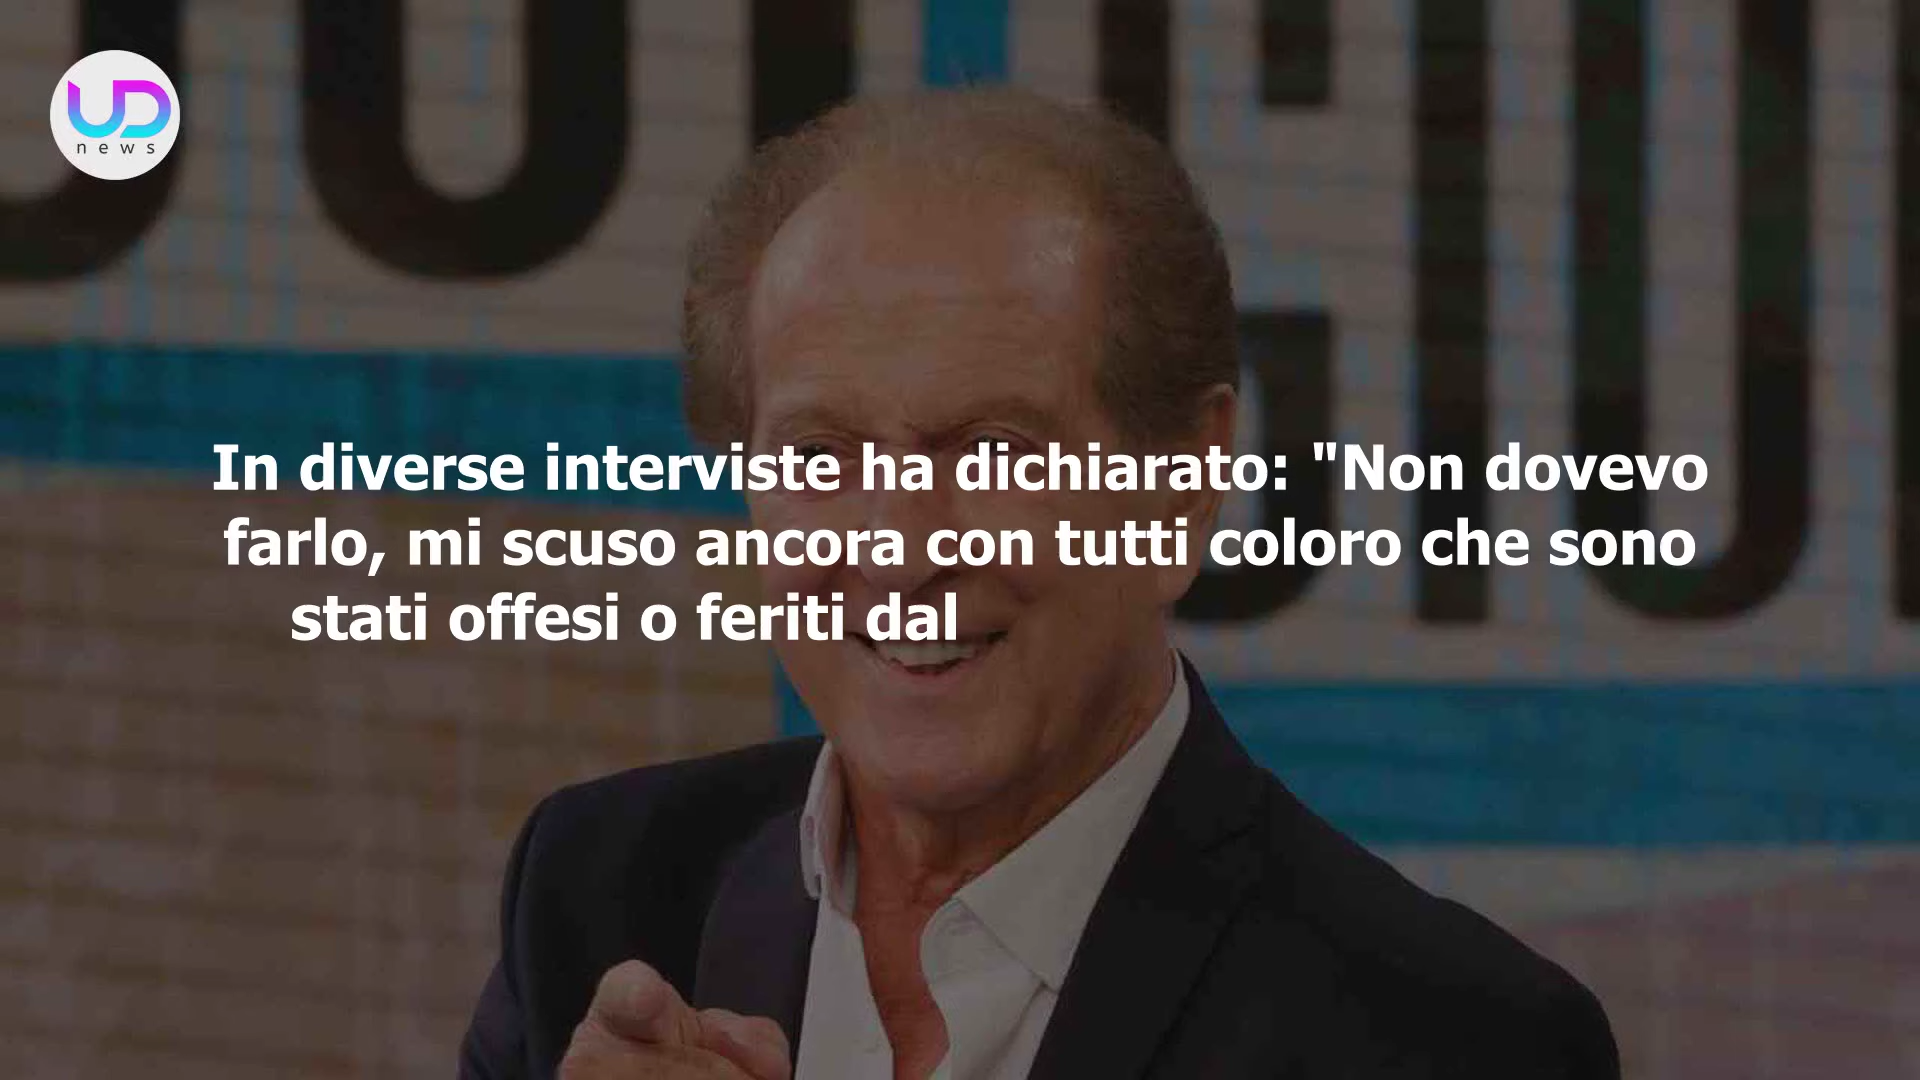 UD
news
In diverse interviste ha dichiarato: "Non dovevo
farlo, mi scuso ancora con tutti coloro che sono
stati offesi o feriti dal